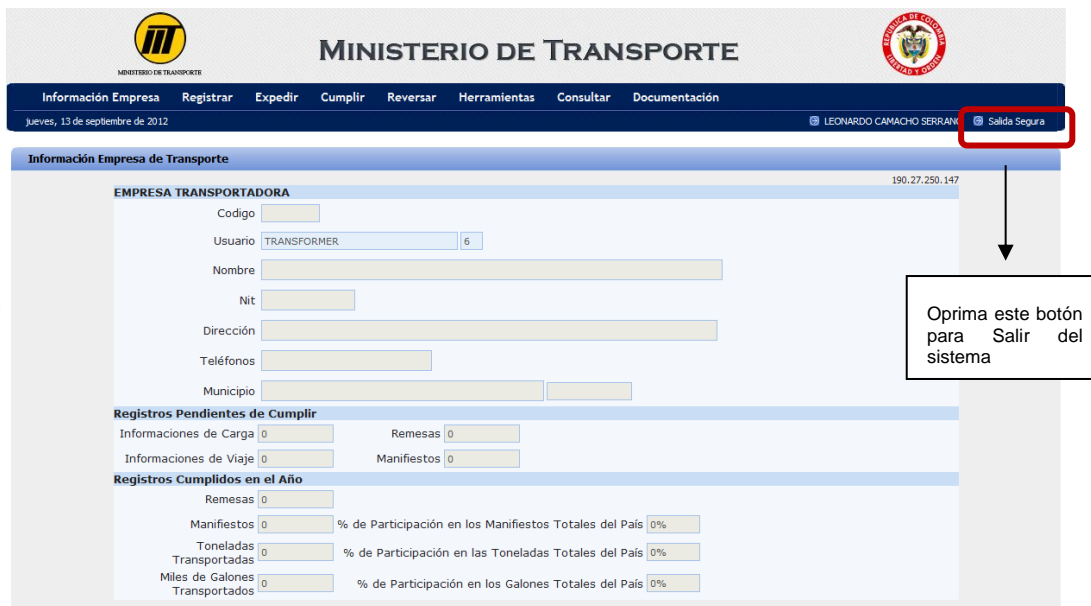 MINISTERIO DE TRANSPORTE
MINISTERIO DE TRANSPORTE
REPUBLICA DE COLOMBIA
LIBERTAD Y ORDEN
Información Empresa Registrar Expedir Cumplir Reversar Herramientas Consultar Documentación
jueves, 13 de septiembre de 2012 LEONARDO CAMACHO SERRANO Salida Segura
Información Empresa de Transporte
190.27.250.147
EMPRESA TRANSPORTADORA
Codigo
Usuario TRANSFORMER 6
Nombre
Nit
Dirección
Teléfonos
Municipio
Oprima este botón
para Salir del
sistema
Registros Pendientes de Cumplir
Informaciones de Carga 0 Remesas 0
Informaciones de Viaje 0 Manifiestos 0
Registros Cumplidos en el Año
Remesas 0
Manifiestos 0 % de Participación en los Manifiestos Totales del País 0%
Toneladas
Transportadas 0 % de Participación en las Toneladas Totales del País 0%
Miles de Galones
Transportados 0 % de Participación en los Galones Totales del País 0%